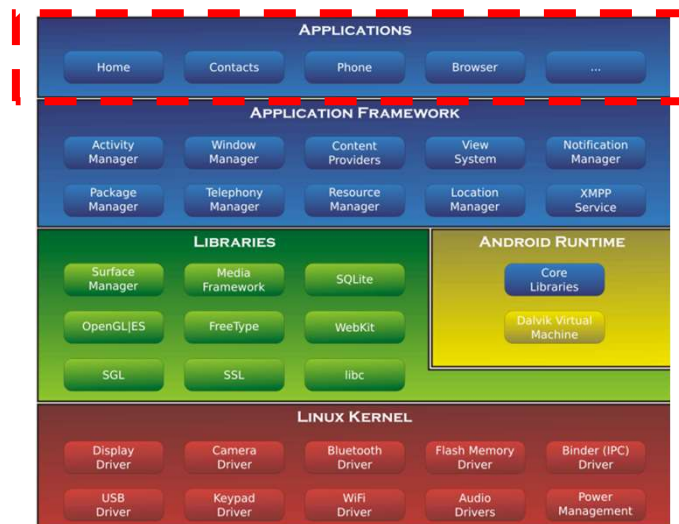 APPLICATIONS
Home Contacts Phone Browser ...
APPLICATION FRAMEWORK
Activity Manager
Window Manager
Content Providers
View System
Notification Manager
Package Manager
Telephony Manager
Resource Manager
Location Manager
XMPP Service
LIBRARIES
Surface Manager
Media Framework
SQLite
OpenGL|ES
FreeType
WebKit
SGL
SSL
libc
ANDROID RUNTIME
Core Libraries
Dalvik Virtual Machine
LINUX KERNEL
Display Driver
Camera Driver
Bluetooth Driver
Flash Memory Driver
Binder (IPC) Driver
USB Driver
Keypad Driver
WiFi Driver
Audio Drivers
Power Management